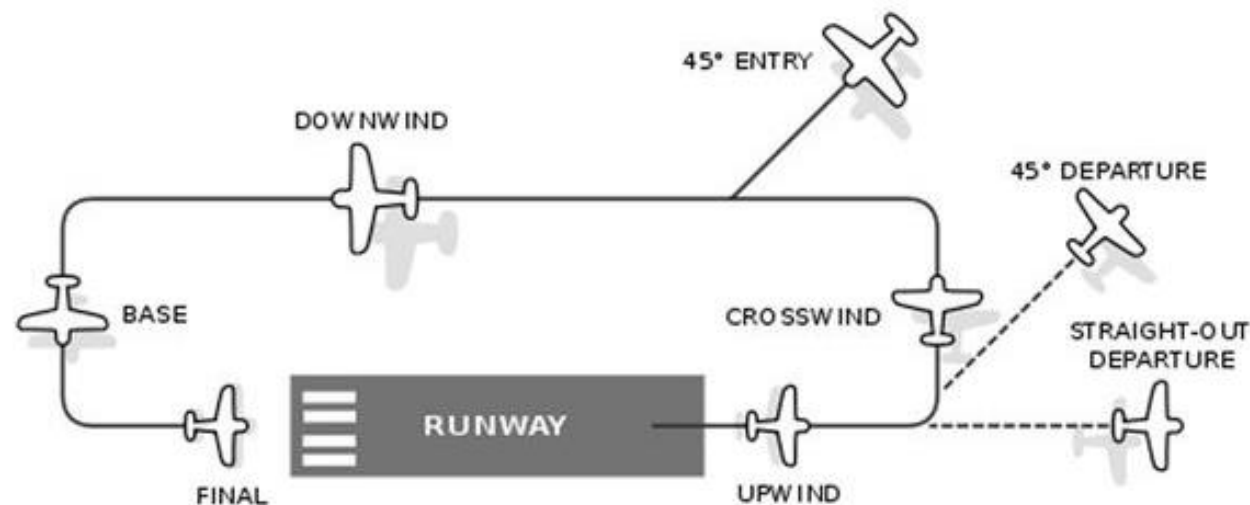 45° ENTRY
DOWNWIND
45° DEPARTURE
BASE
CROSSWIND
STRAIGHT-OUT
DEPARTURE
RUNWAY
FINAL
UPWIND